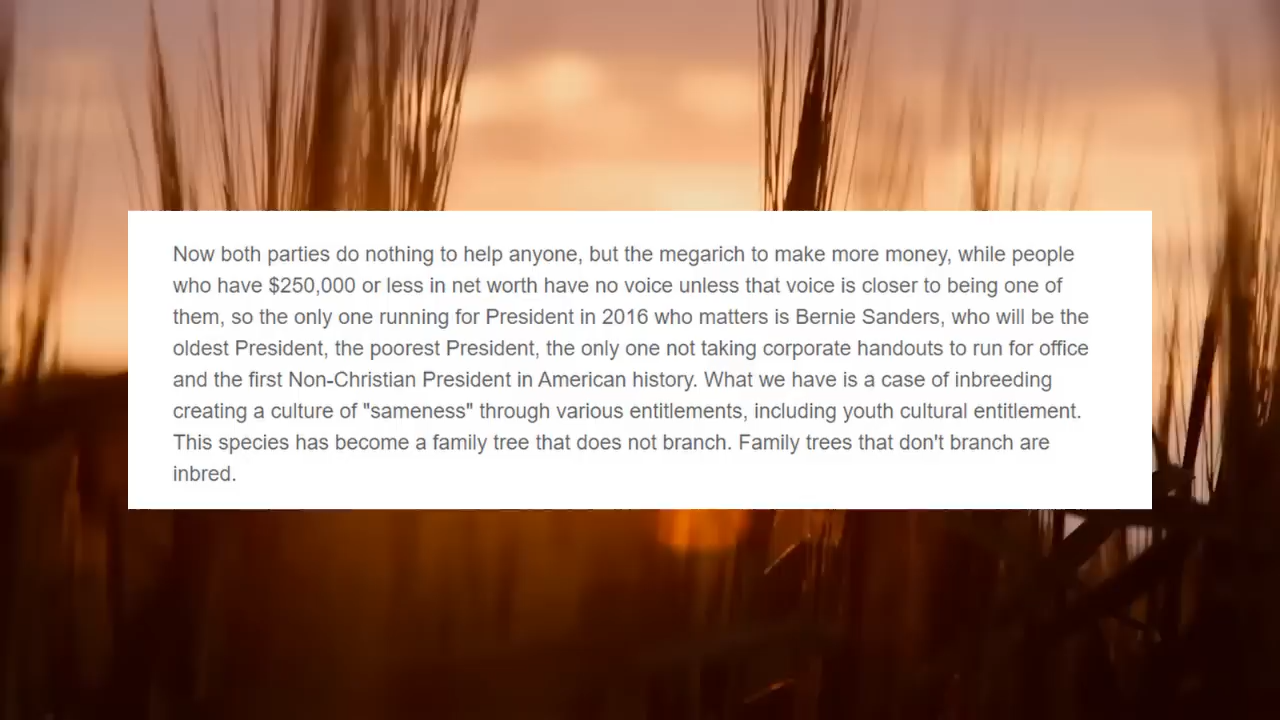 Now both parties do nothing to help anyone, but the megarich to make more money, while people
who have $250,000 or less in net worth have no voice unless that voice is closer to being one of
them, so the only one running for President in 2016 who matters is Bernie Sanders, who will be the
oldest President, the poorest President, the only one not taking corporate handouts to run for office
and the first Non-Christian President in American history. What we have is a case of inbreeding
creating a culture of "sameness" through various entitlements, including youth cultural entitlement.
This species has become a family tree that does not branch. Family trees that don't branch are
inbred.